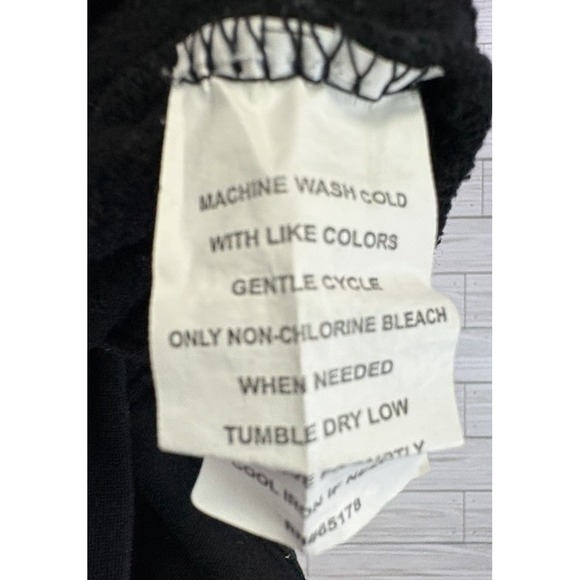 MACHINE WASH COLD
WITH LIKE COLORS
GENTLE CYCLE
ONLY NON-CHLORINE BLEACH
WHEN NEEDED
TUMBLE DRY LOW
COOL IRON IF
65178